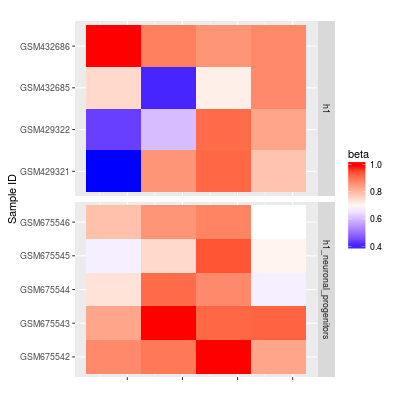 GSM432686
GSM432685
GSM429322
GSM429321
h1
GSM675546
GSM675545
GSM675544
GSM675543
GSM675542
h1_neuronal_progenitors
Sample ID
beta
1.0
0.8
0.6
0.4